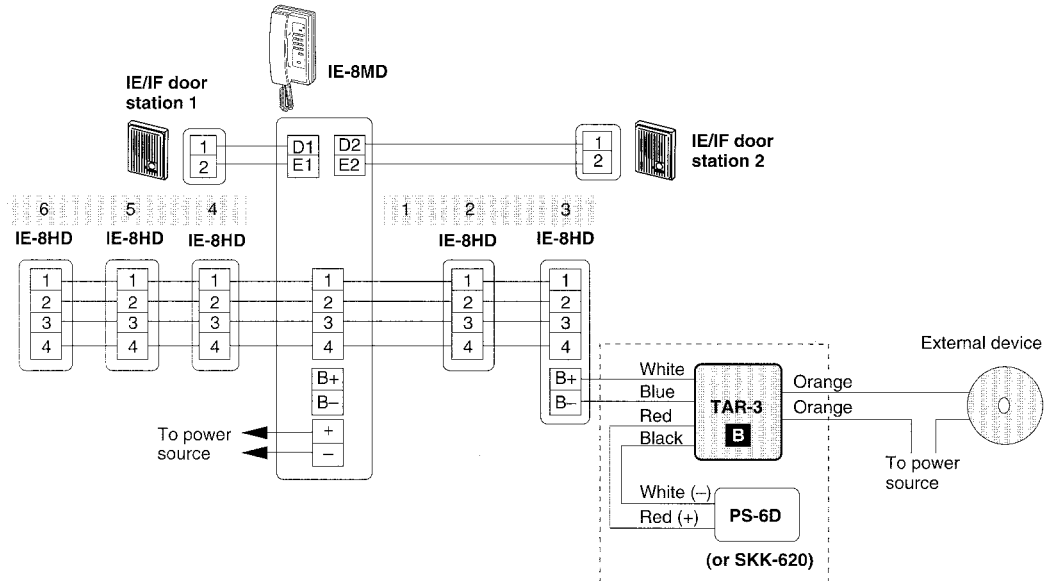 IE-8MD
IE/IF door
station 1
1
2
D1
E1
D2
E2
1
2
IE/IF door
station 2
6 5 4 1 2 3
IE-8HD IE-8HD IE-8HD IE-8HD IE-8HD
1 1 1 1 1 1
2 2 2 2 2 2
3 3 3 3 3 3
4 4 4 4 4 4
B+
B–
+
–
To power
source
B+
B–
White
Blue
Red
Black
TAR-3
B
Orange
Orange
External device
To power
source
White (–)
Red (+)
PS-6D
(or SKK-620)